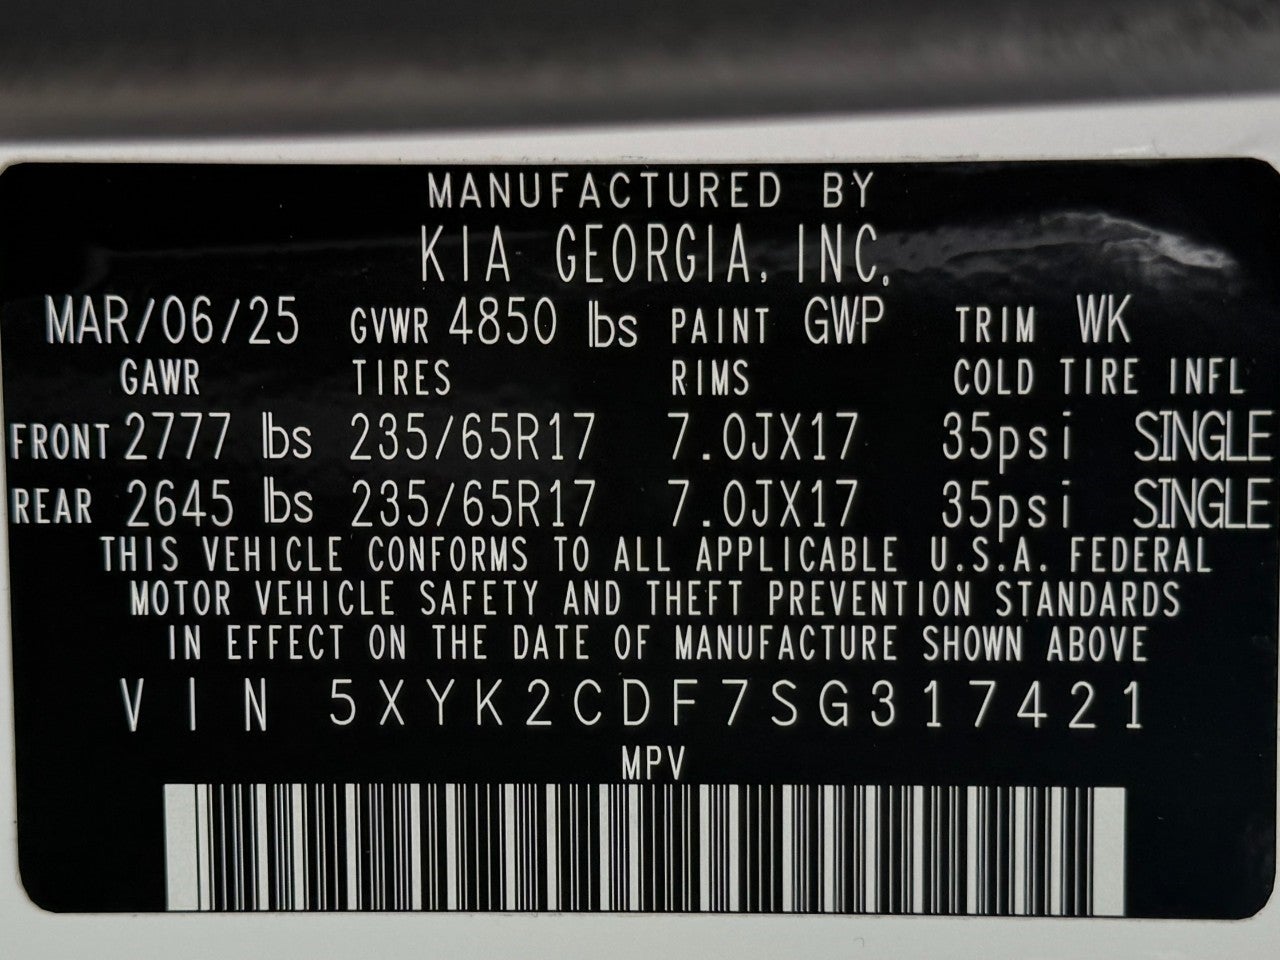 MANUFACTURED BY
KIA GEORGIA, INC.
MAR/06/25 GVWR 4850 lbs PAINT GWP TRIM WK
GAWR TIRES RIMS COLD TIRE INFL
FRONT 2777 lbs 235/65R17 7.0JX17 35psi SINGLE
REAR 2645 lbs 235/65R17 7.0JX17 35psi SINGLE
THIS VEHICLE CONFORMS TO ALL APPLICABLE U.S.A. FEDERAL
MOTOR VEHICLE SAFETY AND THEFT PREVENTION STANDARDS
IN EFFECT ON THE DATE OF MANUFACTURE SHOWN ABOVE
VIN 5XYK2CDF7SG317421
MPV